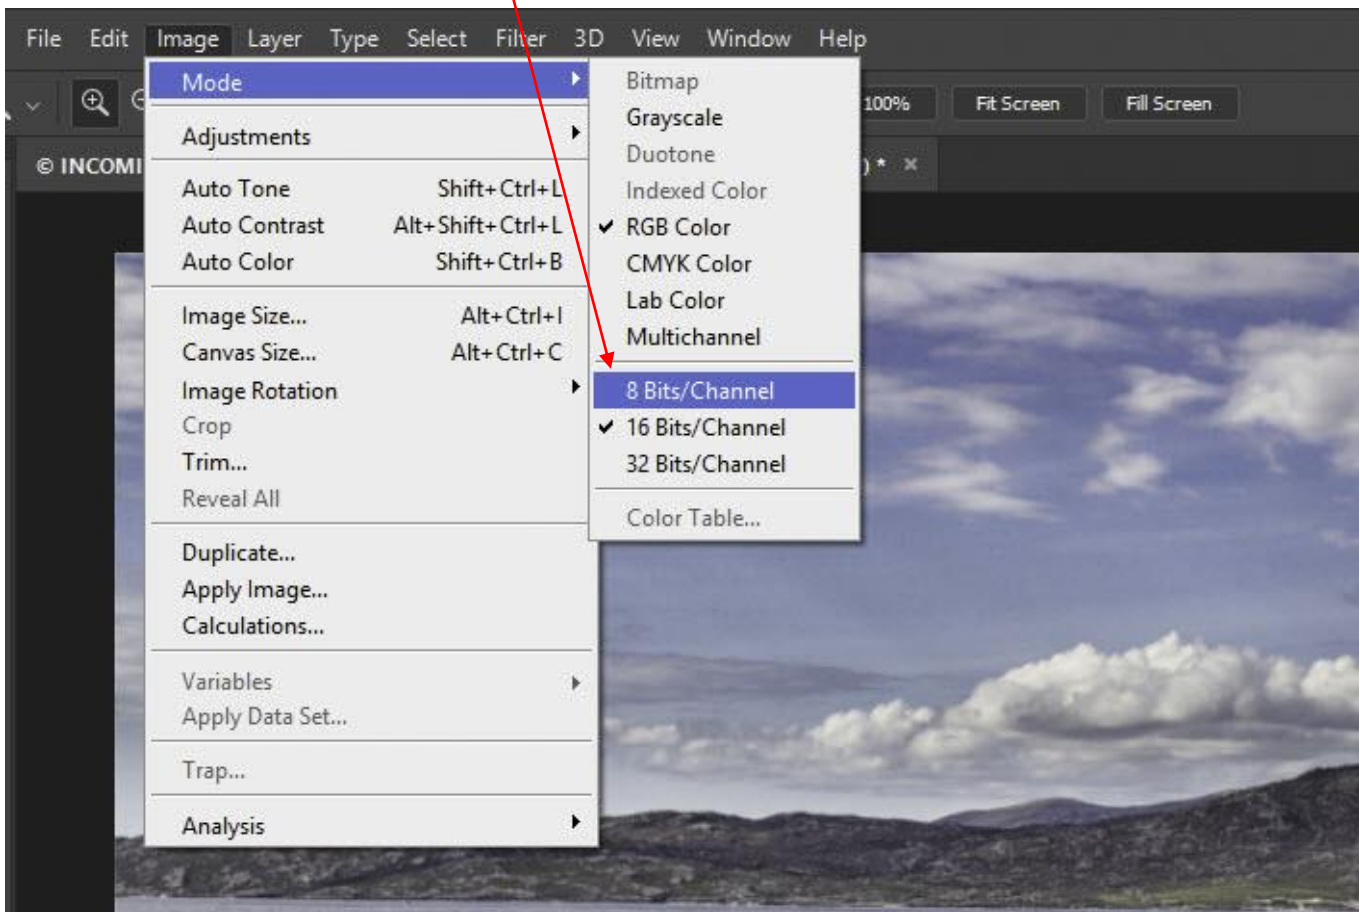 File Edit Image Layer Type Select Filter 3D View Window Help
100% Fit Screen Fill Screen
© INCOMI ) * ×
Mode
Adjustments
Auto Tone Shift+Ctrl+L
Auto Contrast Alt+Shift+Ctrl+L
Auto Color Shift+Ctrl+B
Image Size... Alt+Ctrl+I
Canvas Size... Alt+Ctrl+C
Image Rotation
Crop
Trim...
Reveal All
Duplicate...
Apply Image...
Calculations...
Variables
Apply Data Set...
Trap...
Analysis
Bitmap
Grayscale
Duotone
Indexed Color
✔ RGB Color
CMYK Color
Lab Color
Multichannel
8 Bits/Channel
✔ 16 Bits/Channel
32 Bits/Channel
Color Table...